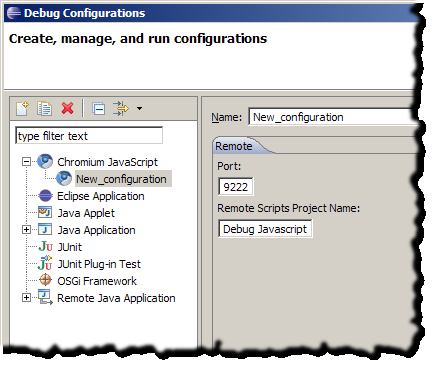 Debug Configurations
Create, manage, and run configurations
type filter text
Chromium JavaScript
New_configuration
Eclipse Application
Java Applet
Java Application
JUnit
JUnit Plug-in Test
OSGi Framework
Remote Java Application
Name: New_configuration
Remote
Port:
9222
Remote Scripts Project Name:
Debug Javascript